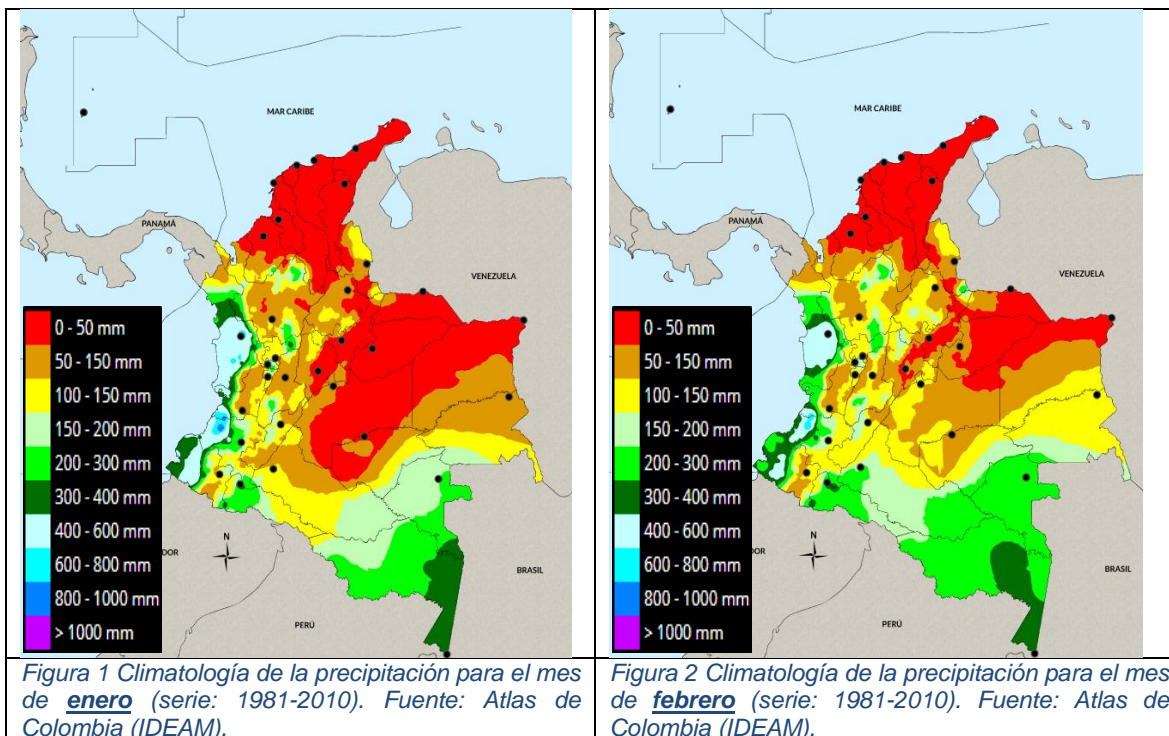 MAR CARIBE
PANAMÁ
VENEZUELA
0 - 50 mm
50 - 150 mm
100 - 150 mm
150 - 200 mm
200 - 300 mm
300 - 400 mm
400 - 600 mm
600 - 800 mm
800 - 1000 mm
> 1000 mm
N
DOR
BRASIL
PERÚ
Figura 1 Climatología de la precipitación para el mes
de enero (serie: 1981-2010). Fuente: Atlas de
Colombia (IDEAM).
MAR CARIBE
PANAMÁ
VENEZUELA
0 - 50 mm
50 - 150 mm
100 - 150 mm
150 - 200 mm
200 - 300 mm
300 - 400 mm
400 - 600 mm
600 - 800 mm
800 - 1000 mm
> 1000 mm
N
DOR
BRASIL
PERÚ
Figura 2 Climatología de la precipitación para el mes
de febrero (serie: 1981-2010). Fuente: Atlas de
Colombia (IDEAM).